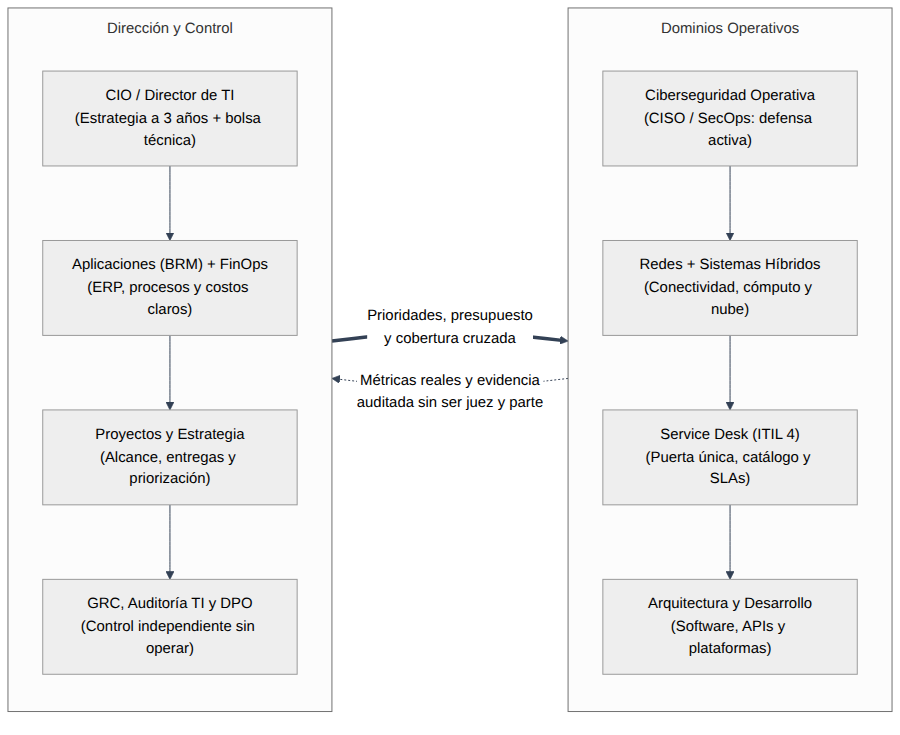 Dirección y Control
CIO / Director de TI
(Estrategia a 3 años + bolsa
técnica)
Aplicaciones (BRM) + FinOps
(ERP, procesos y costos
claros)
Proyectos y Estrategia
(Alcance, entregas y
priorización)
GRC, Auditoría TI y DPO
(Control independiente sin
operar)
Prioridades, presupuesto
y cobertura cruzada
Métricas reales y evidencia
auditada sin ser juez y parte
Dominios Operativos
Ciberseguridad Operativa
(CISO / SecOps: defensa
activa)
Redes + Sistemas Híbridos
(Conectividad, cómputo y
nube)
Service Desk (ITIL 4)
(Puerta única, catálogo y
SLAs)
Arquitectura y Desarrollo
(Software, APIs y
plataformas)